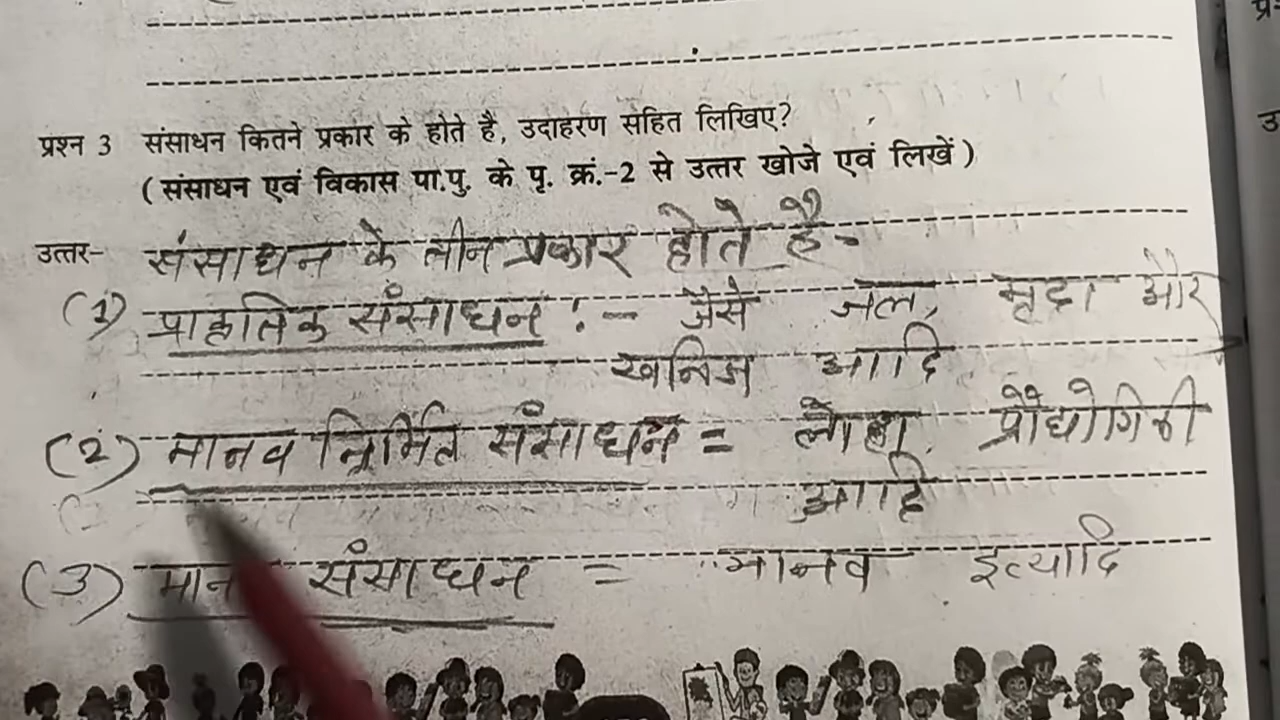 प्रश्न 3 संसाधन कितने प्रकार के होते है, उदाहरण सहित लिखिए?
(संसाधन एवं विकास पा.पु. के पृ. क्रं.-2 से उत्तर खोजे एवं लिखें)
उत्तर- संसाधन के तीन प्रकार होते है-
(1) प्राकृतिक संसाधन :- जैसे जल, मृदा और
खनिज आदि
(2) मानव निर्मित संसाधन = लोहा, प्रौद्योगिकी
आदि
(3) मानव संसाधन = मानव इत्यादि